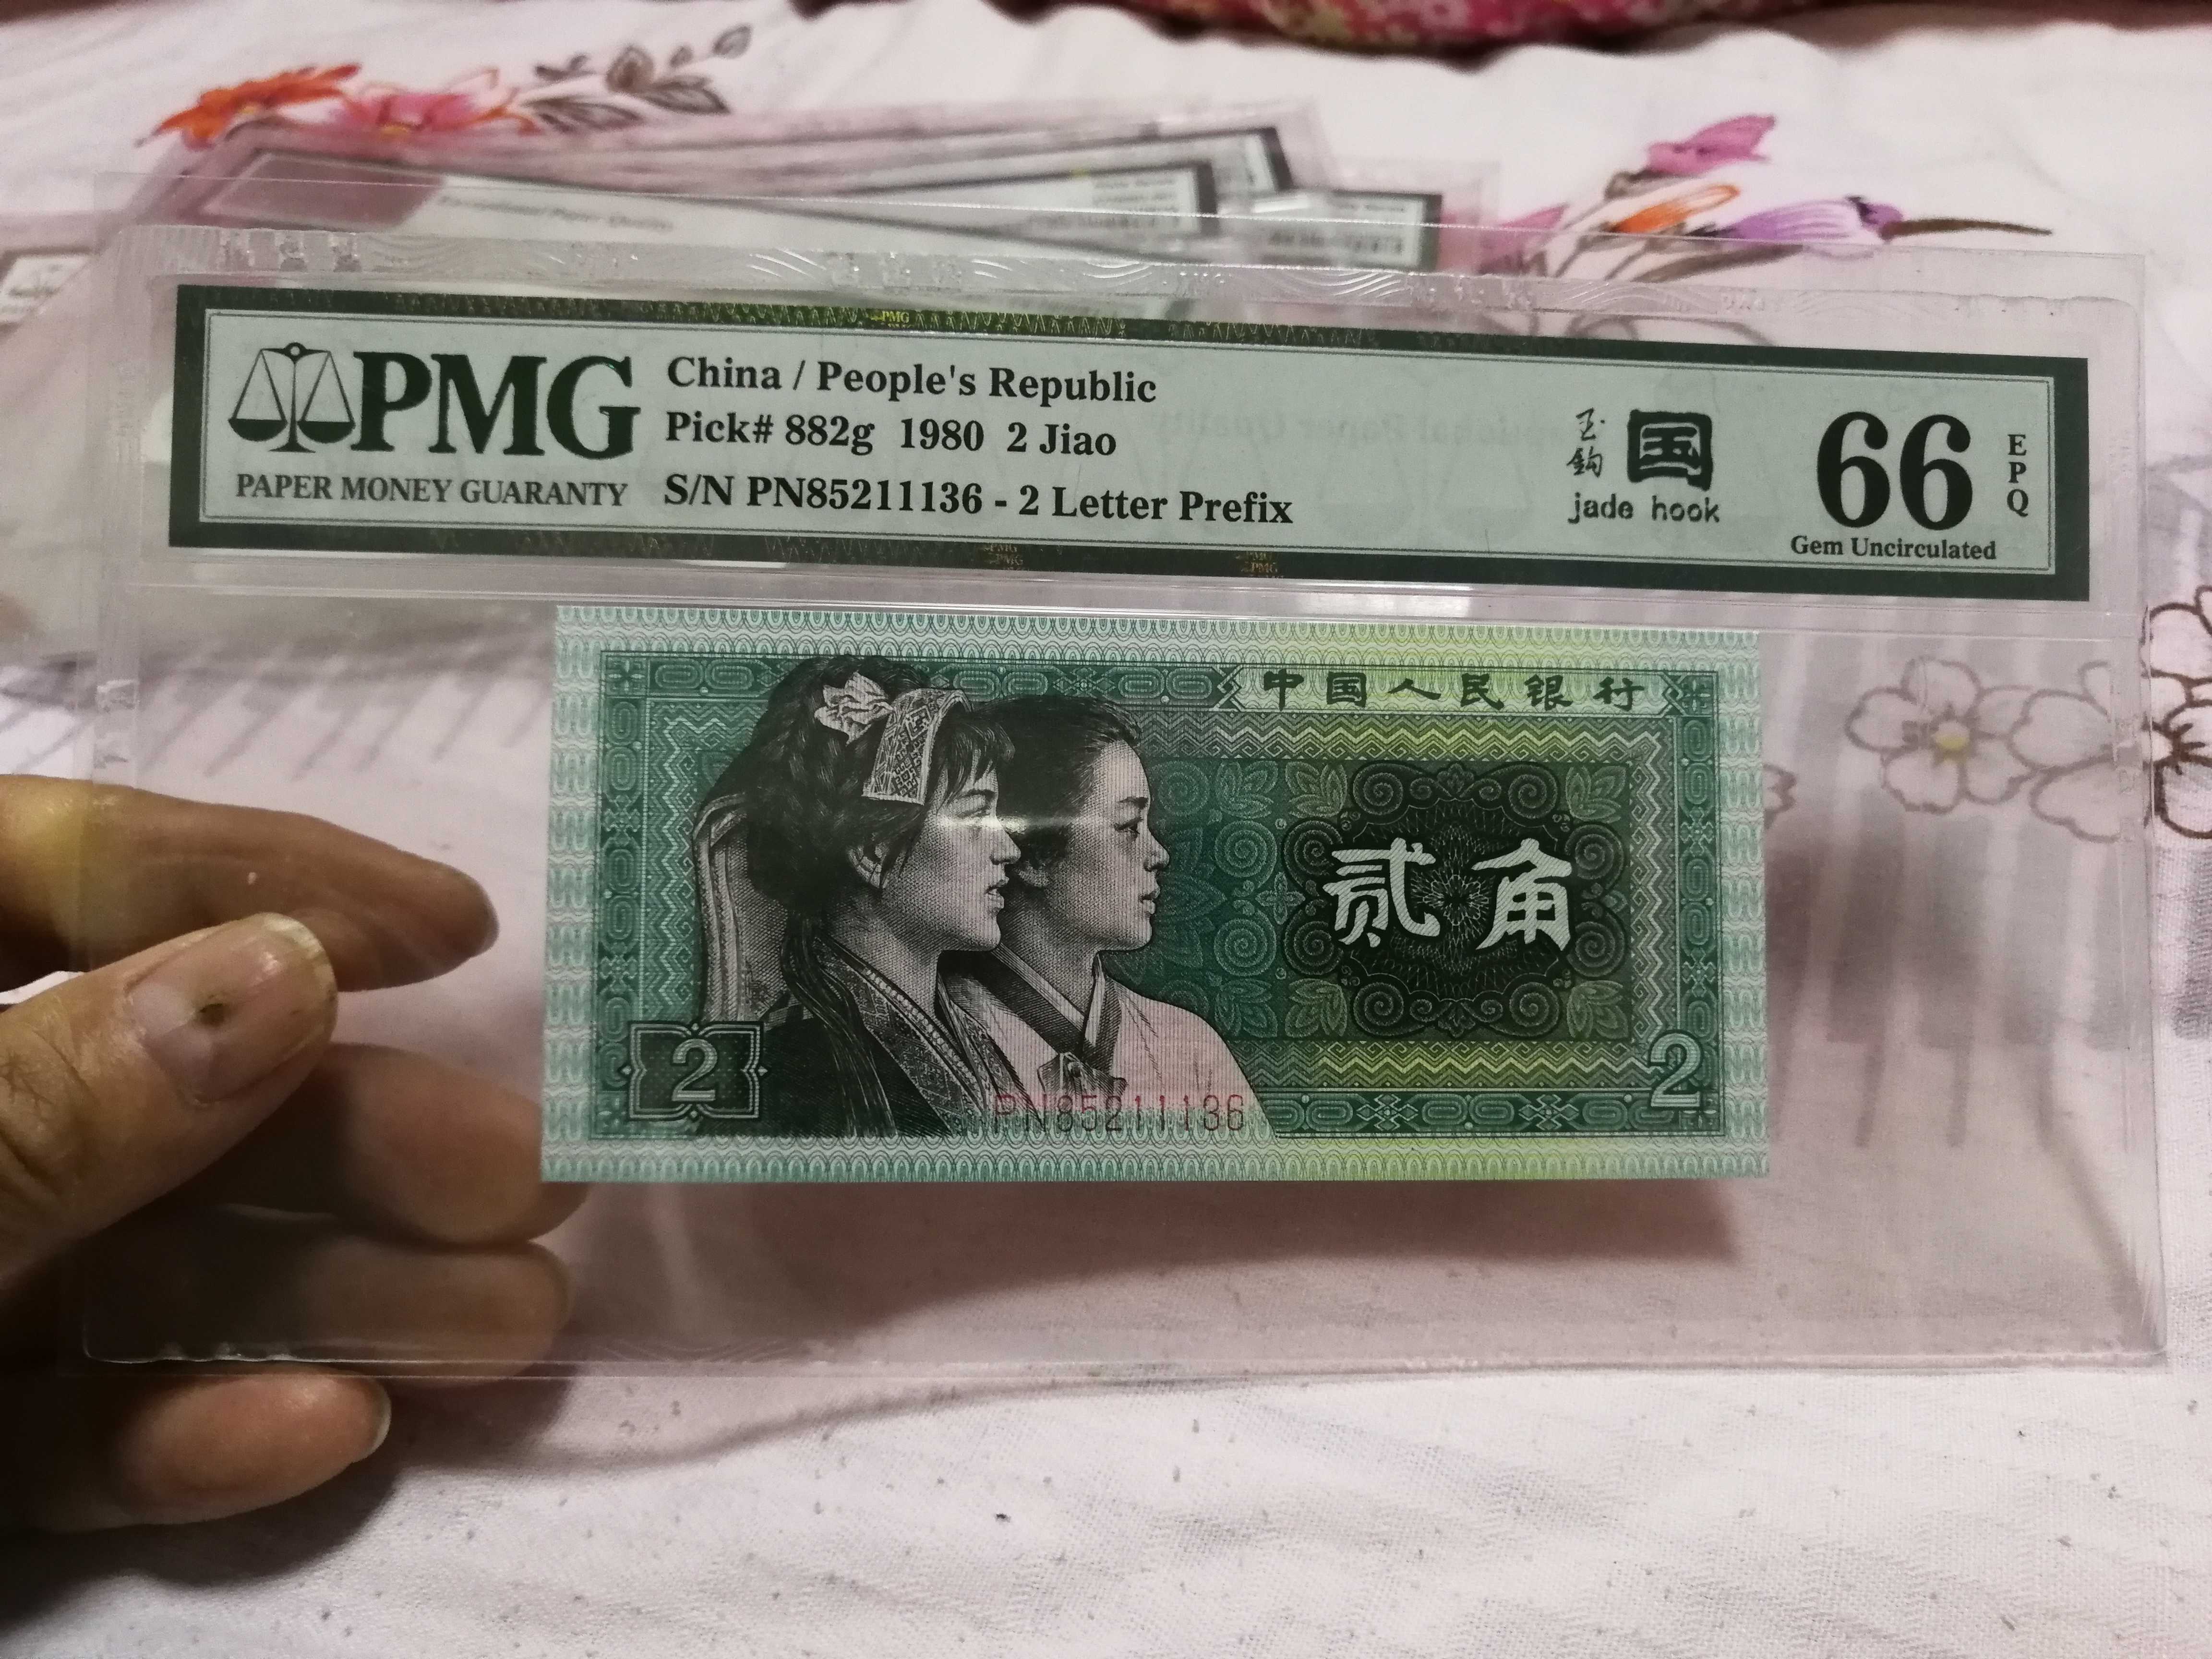 PMG
PAPER MONEY GUARANTY
China / People's Republic
Pick# 882g 1980 2 Jiao
S/N PN85211136 - 2 Letter Prefix
玉鈎
国
jade hook
66
EPQ
Gem Uncirculated
中国人民银行
贰角
2
2
PN85211136